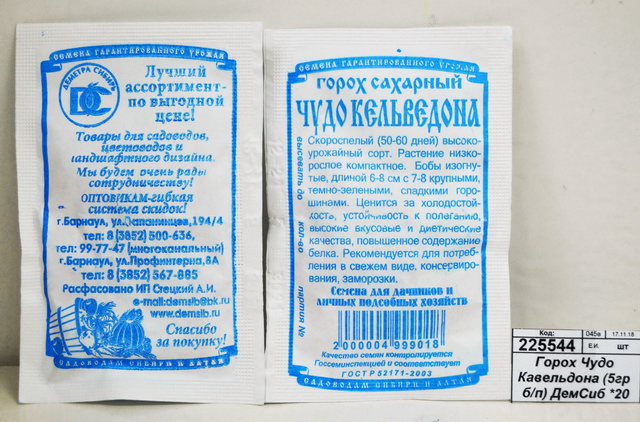 СЕМЕНА ГАРАНТИРОВАННОГО УРОЖАЯ
ДЕМЕТРА СИБИРЬ
DC
Лучший
ассортимент-
по выгодной
цене!
Товары для садоводов,
цветоводов и
ландшафтного дизайна.
Мы будем очень рады
сотрудничеству!
ОПТОВИКАМ-гибкая
система скидок!
г.Барнаул, ул.Папанинцев,194/4
тел: 8 (3852) 500-636,
тел: 99-77-47 (многоканальный)
г.Барнаул, ул.Профинтерна,8А
тел: 8 (3852) 567-885
Расфасовано ИП Стецкий А.И.
e-mail:demsib@bk.ru
www.demsib.ru
Спасибо
за покупку!
САДОВОДАМ СИБИРИ И АЛТАЯ
СЕМЕНА ГАРАНТИРОВАННОГО УРОЖАЯ
ГОРОХ САХАРНЫЙ
ЧУДО КЕЛЬВЕДОНА
Скороспелый (50-60 дней) высоко-
урожайный сорт. Растение низко-
рослое компактное. Бобы изогну-
тые, длиной 6-8 см с 7-8 крупными,
темно-зелеными, сладкими горо-
шинами. Ценится за холодостой-
кость, устойчивость к полеганию,
высокие вкусовые и диетические
качества, повышенное содержание
белка. Рекомендуется для потреб-
ления в свежем виде, консервиро-
вания, заморозки.
Семена для дачников и
личных подсобных хозяйств
2000004 999018
Качество семян контролируется
Госсеминспекцией и соответствует
ГОСТ Р 52171-2003
САДОВОДАМ СИБИРИ И АЛТАЯ
высевать до
кол-во
партия №
Код: 045в 17.11.18
225544 Е.И. шт
Горох Чудо
Кавельдона (5гр
б/п) ДемСиб *20